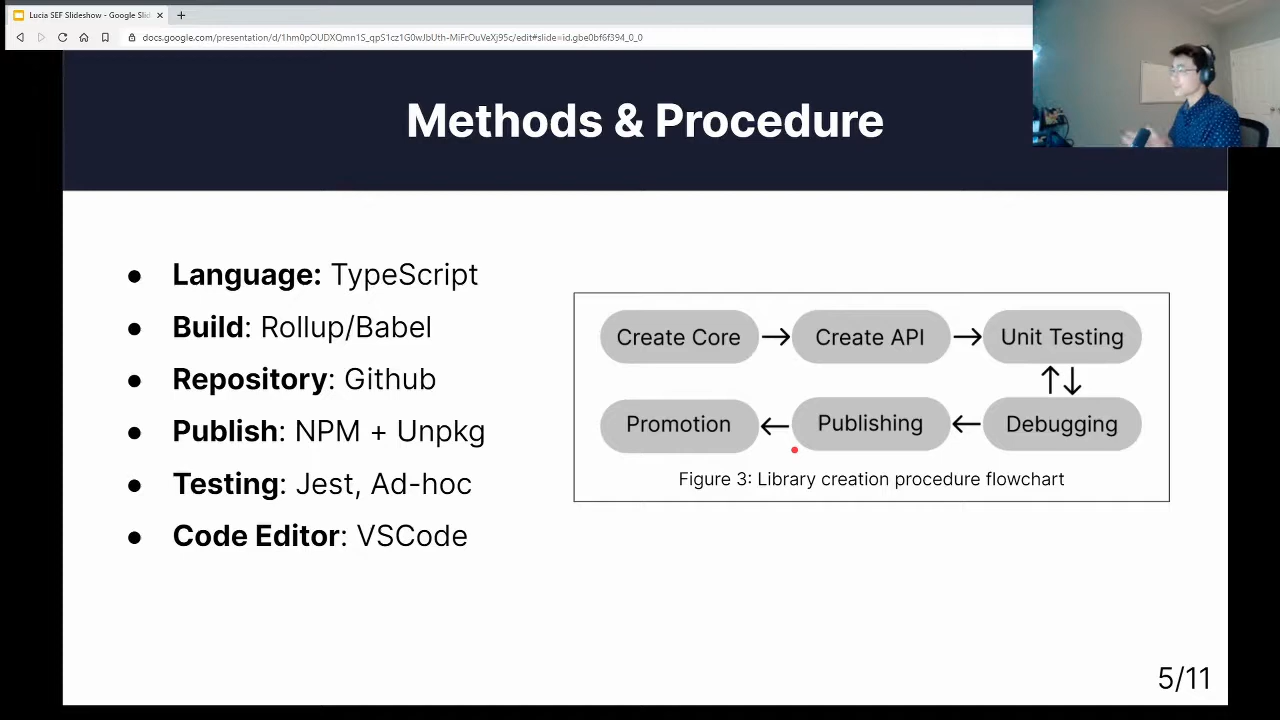 Lucia SEF Slideshow - Google Slid
docs.google.com/presentation/d/1hm0pOUDXQmn1S_qpS1cz1G0wJbUth-MiFrOuVeXj95c/edit#slide=id.gbe0bf6f394_0_0
Methods & Procedure
● Language: TypeScript
● Build: Rollup/Babel
● Repository: Github
● Publish: NPM + Unpkg
● Testing: Jest, Ad-hoc
● Code Editor: VSCode
Create Core → Create API → Unit Testing
↑↓
Promotion ← Publishing ← Debugging
Figure 3: Library creation procedure flowchart
5/11